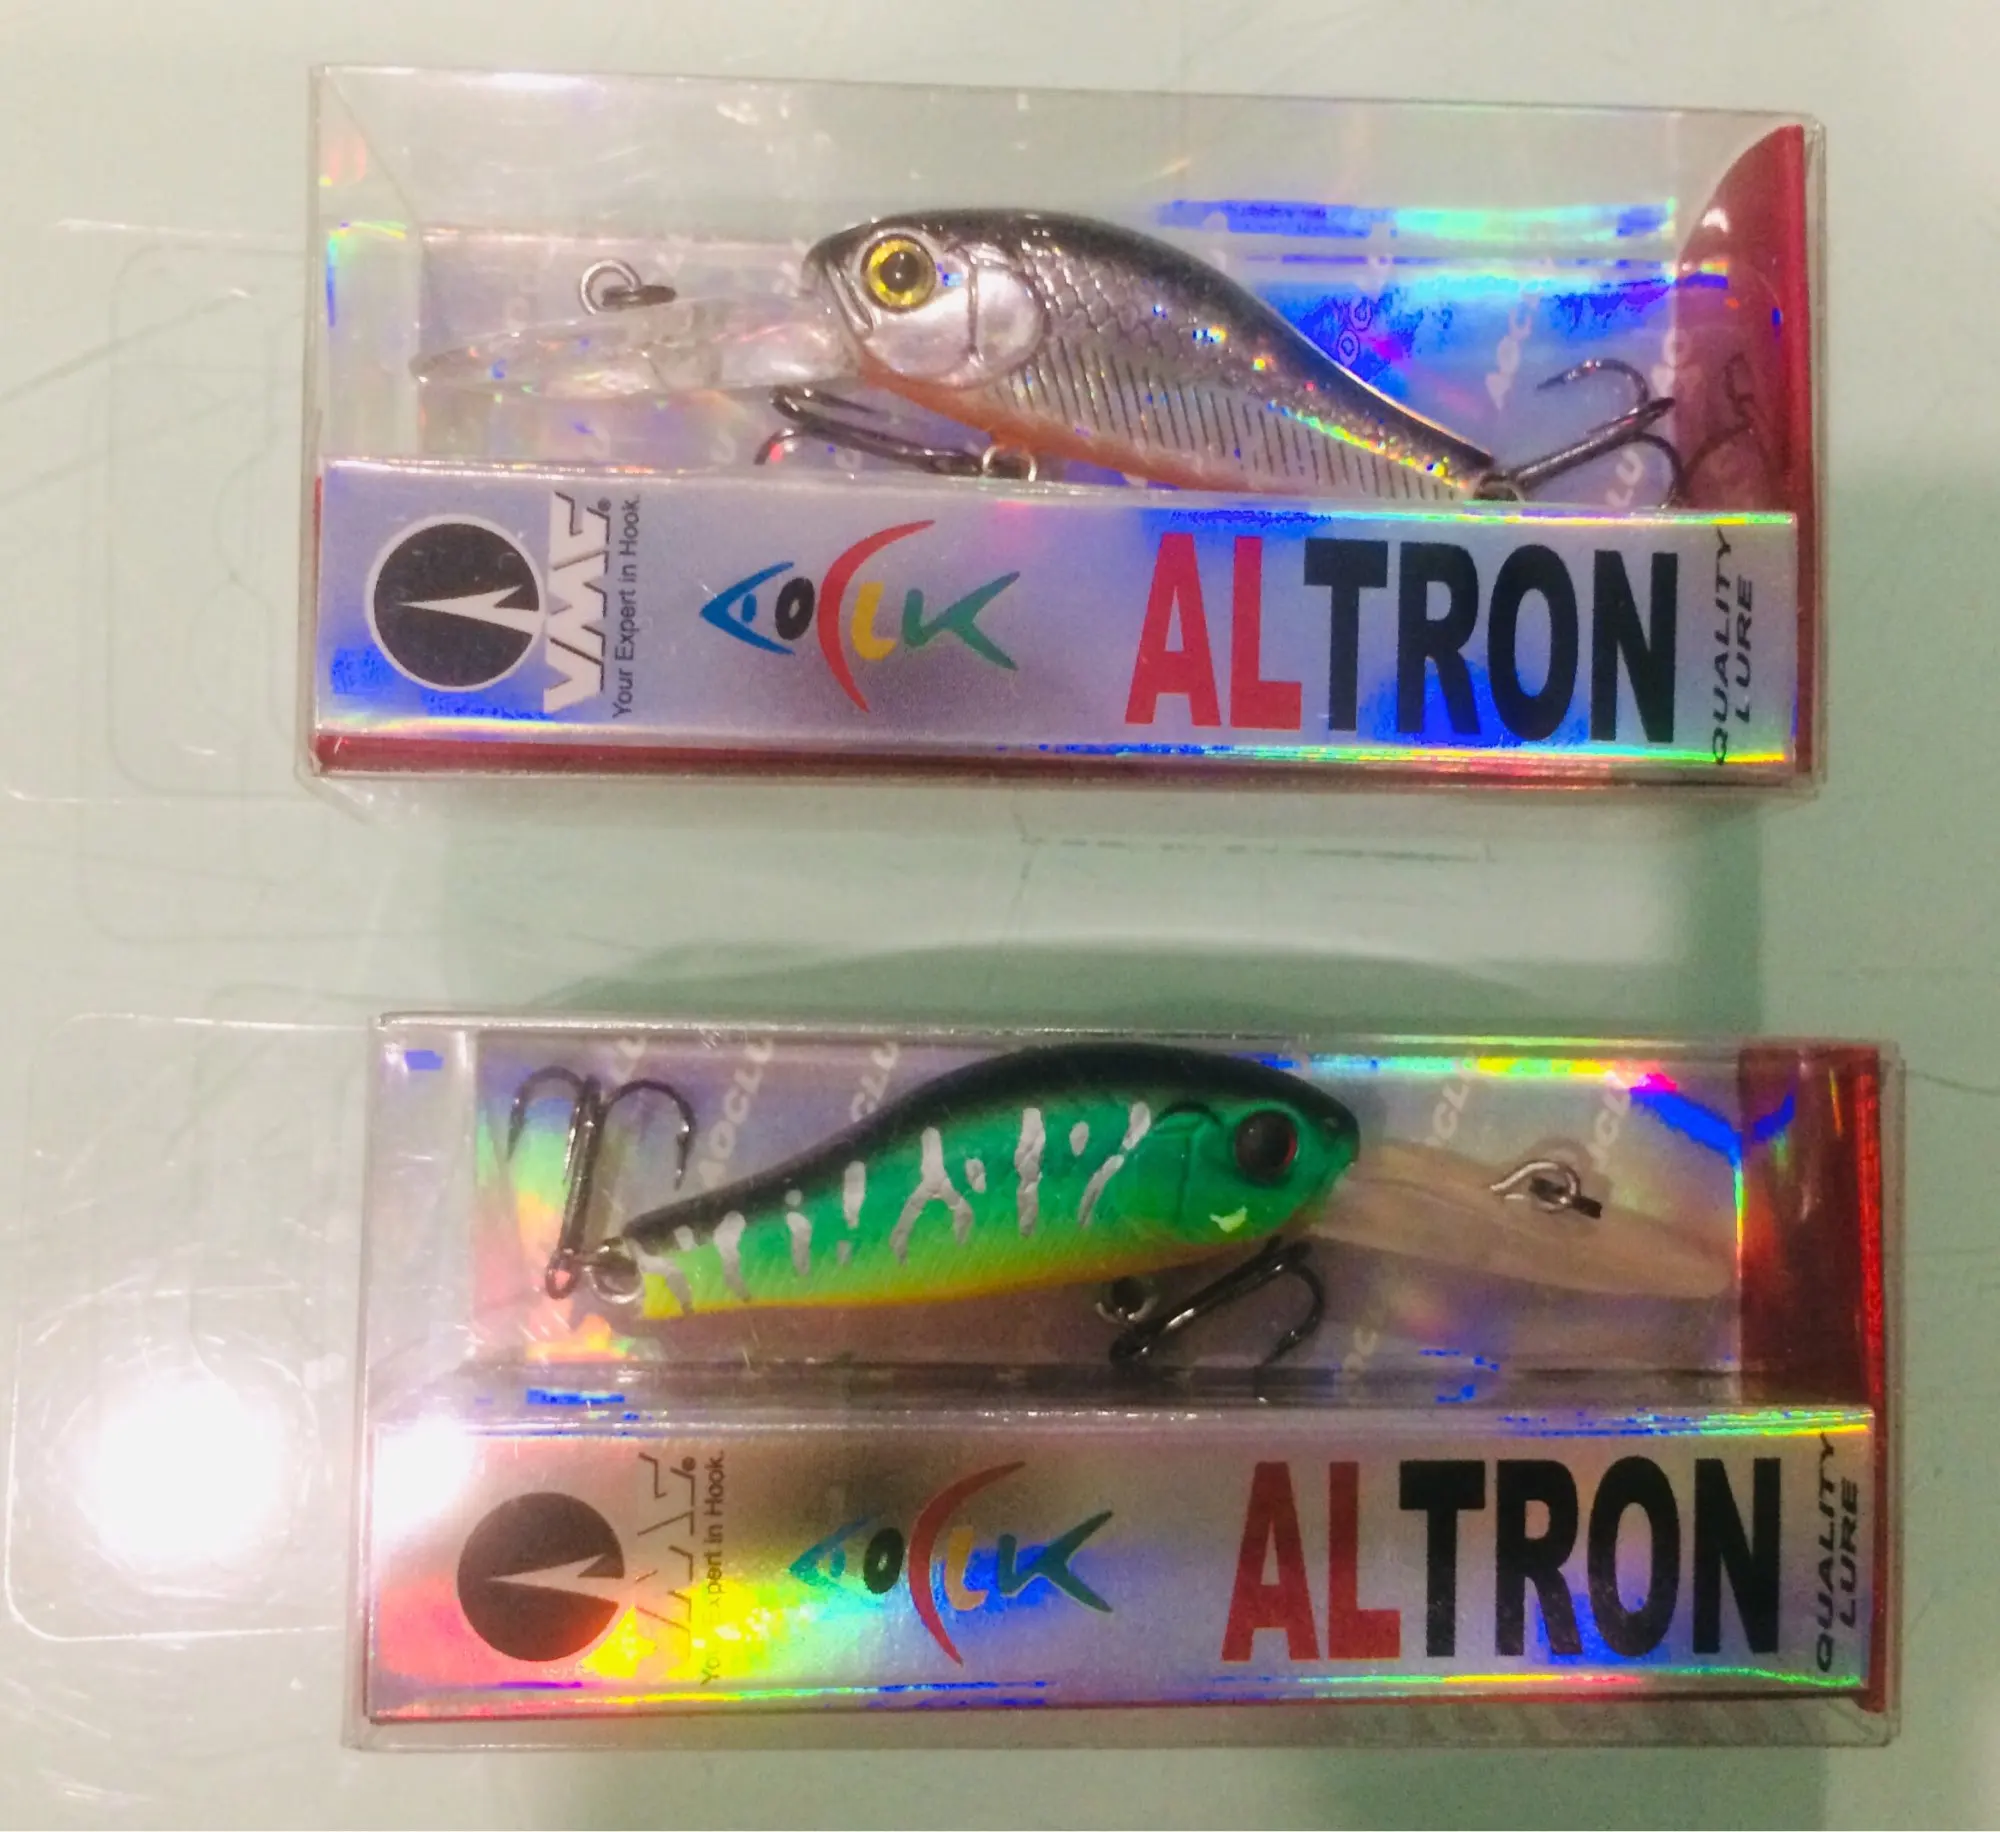 VMC®
Your Expert in Hook.
ALTRON
QUALITY
LURE
VMC®
Your Expert in Hook.
ALTRON
QUALITY
LURE